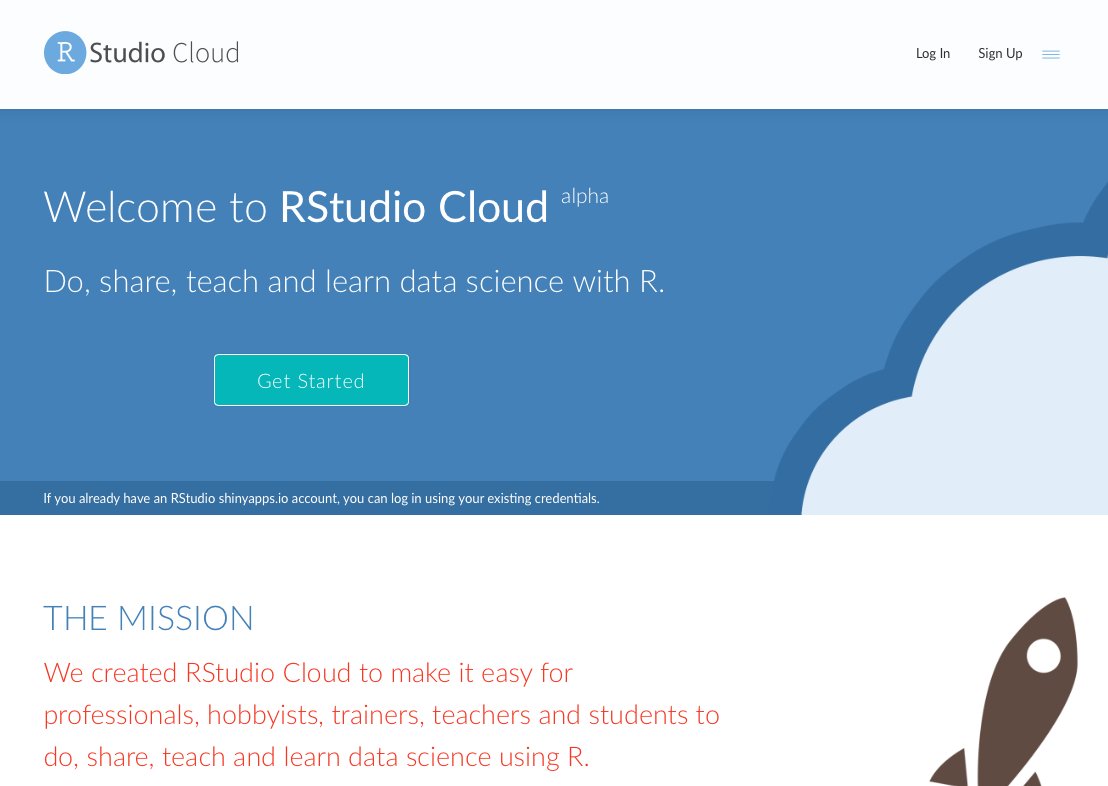 RStudio Cloud
Log In
Sign Up
Welcome to RStudio Cloud alpha
Do, share, teach and learn data science with R.
Get Started
If you already have an RStudio shinyapps.io account, you can log in using your existing credentials.
THE MISSION
We created RStudio Cloud to make it easy for
professionals, hobbyists, trainers, teachers and students to
do, share, teach and learn data science using R.